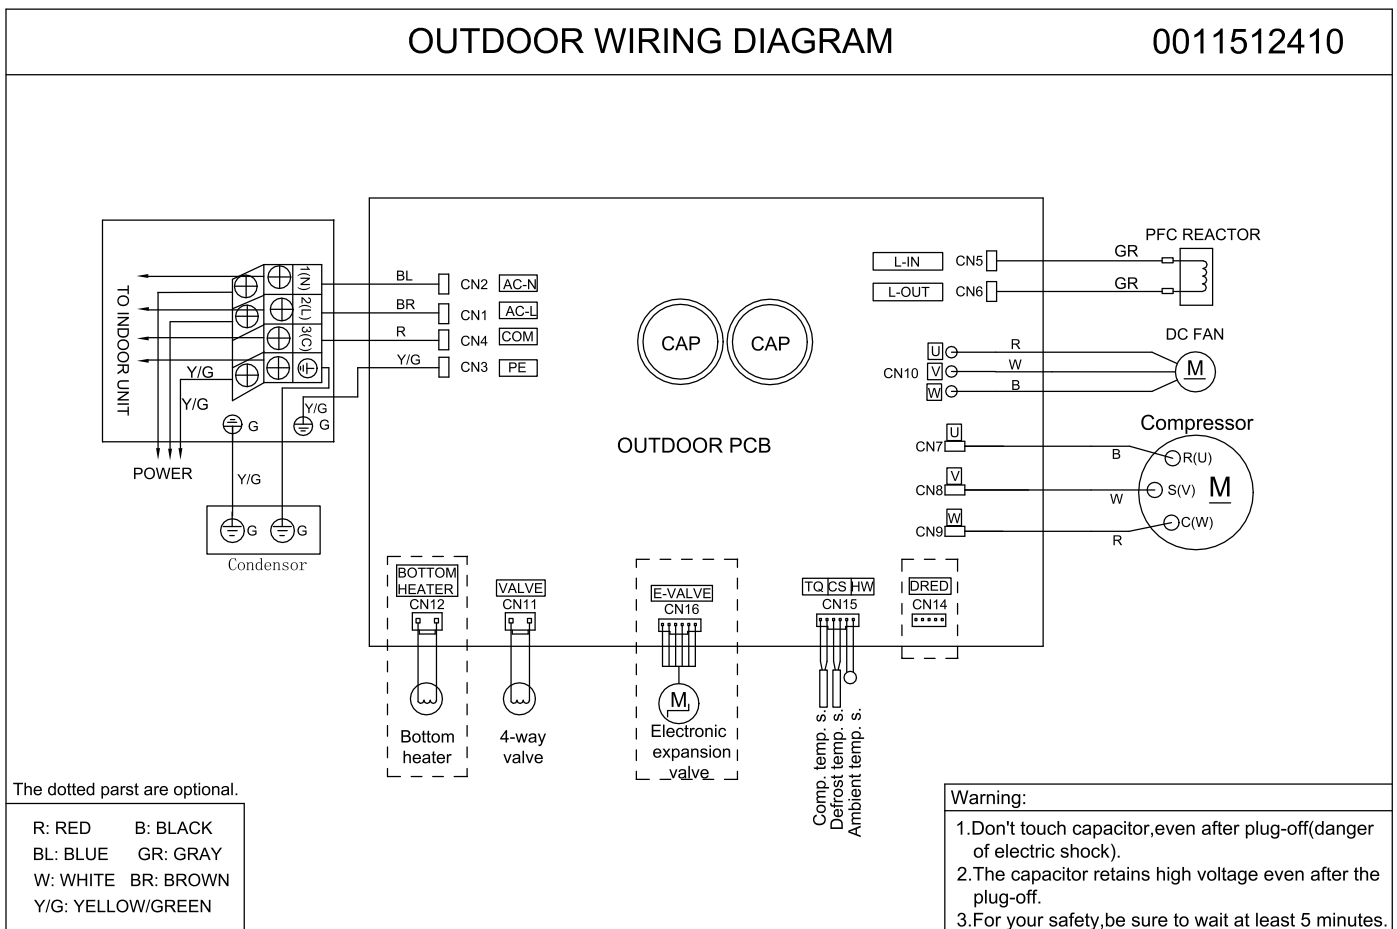 OUTDOOR WIRING DIAGRAM
0011512410
TO INDOOR UNIT
1(N)
2(L)
3(C)
Y/G
Y/G
Y/G
G
G
POWER
Y/G
G
G
Condensor
BL
CN2
AC-N
BR
CN1
AC-L
R
CN4
COM
Y/G
CN3
PE
CAP
CAP
OUTDOOR PCB
L-IN
CN5
GR
L-OUT
CN6
GR
PFC REACTOR
DC FAN
CN10
U
V
W
R
W
B
M
Compressor
U
CN7
B
R(U)
V
CN8
W
S(V)
M
W
CN9
R
C(W)
BOTTOM
HEATER
CN12
Bottom
heater
VALVE
CN11
4-way
valve
E-VALVE
CN16
M
Electronic
expansion
valve
TQ CS HW
CN15
Comp. temp. s.
Defrost temp. s.
Ambient temp. s.
DRED
CN14
The dotted parst are optional.
R: RED B: BLACK
BL: BLUE GR: GRAY
W: WHITE BR: BROWN
Y/G: YELLOW/GREEN
Warning:
1.Don't touch capacitor,even after plug-off(danger
of electric shock).
2.The capacitor retains high voltage even after the
plug-off.
3.For your safety,be sure to wait at least 5 minutes.